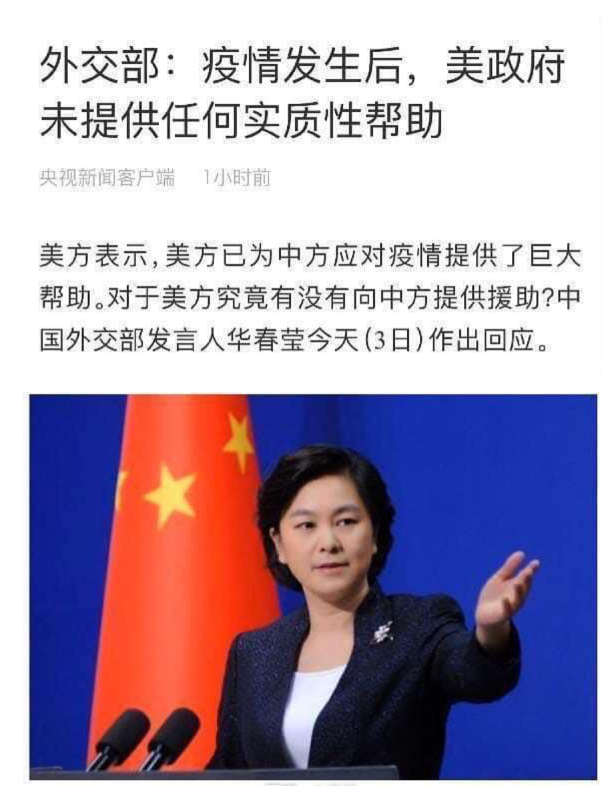 外交部：疫情发生后，美政府
未提供任何实质性帮助
央视新闻客户端 1小时前
美方表示,美方已为中方应对疫情提供了巨大
帮助。对于美方究竟有没有向中方提供援助?中
国外交部发言人华春莹今天(3日)作出回应。